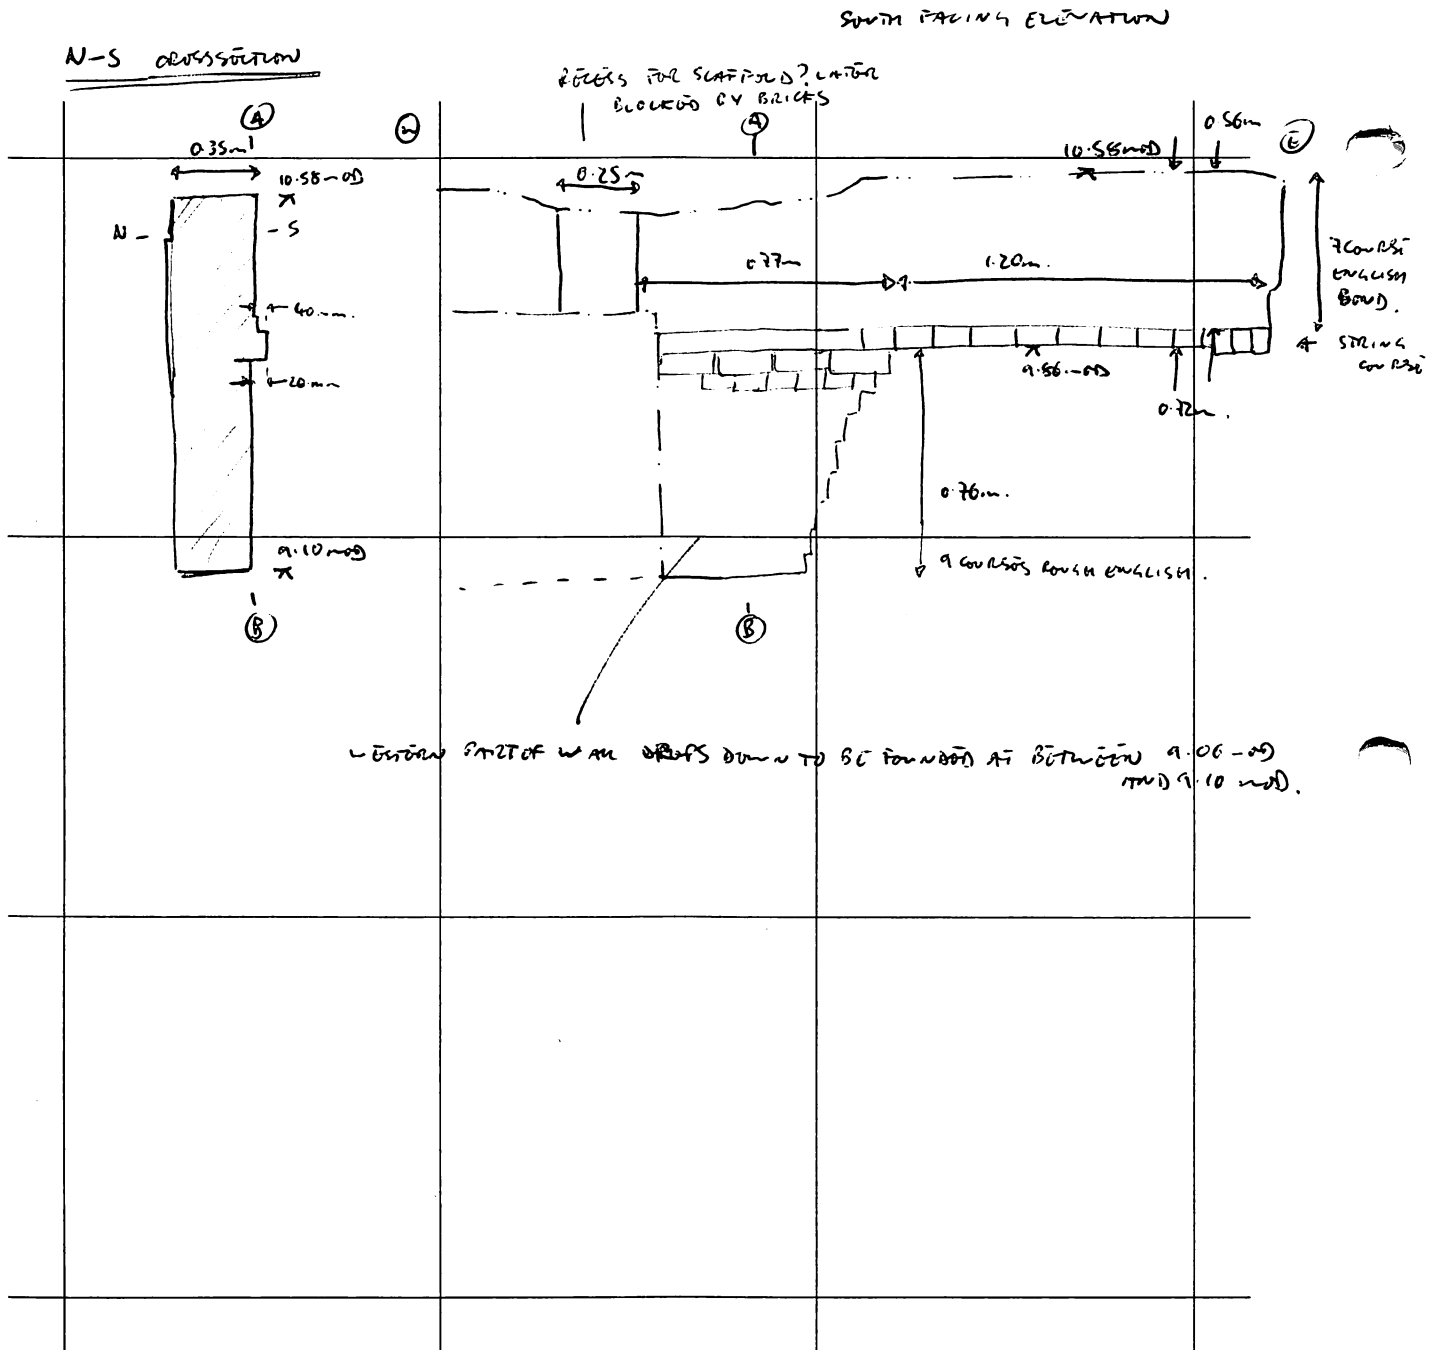 SOUTH FACING ELEVATION
N-S CROSSSECTION
RECESS FOR SCAFFOLD? LATER
BLOCKED BY BRICKS
A
W
A
0.56m
E
0.35m
10.58mOD
0.25m
10.58mOD
N - - S
0.77m
1.20m.
7 COURSE
ENGLISH
BOND.
40mm.
STRING
COURSE
20mm
9.86mOD
0.72m.
0.76m.
9.10mOD
9 COURSES ROUGH ENGLISH.
B
B
WESTERN PART OF WALL DROPS DOWN TO BE FOUNDED AT BETWEEN 9.06mOD
AND 9.10 mOD.